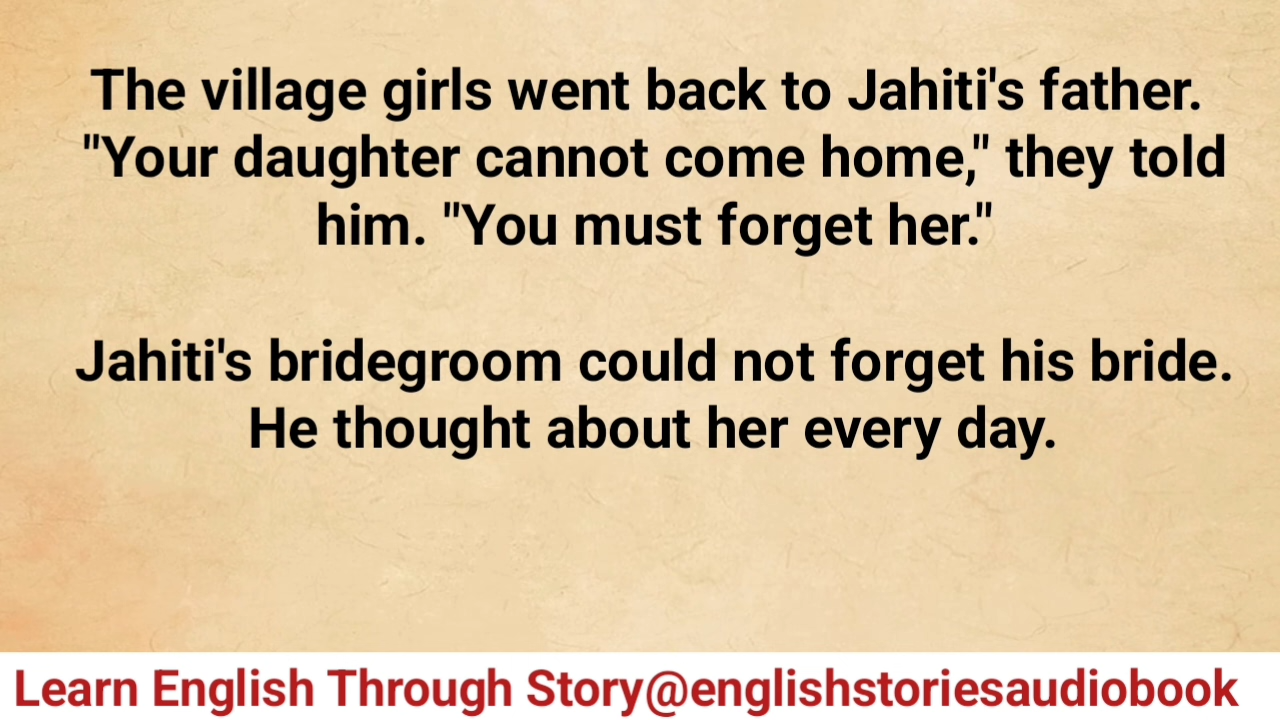 The village girls went back to Jahiti's father.
"Your daughter cannot come home," they told
him. "You must forget her."
Jahiti's bridegroom could not forget his bride.
He thought about her every day.
Learn English Through Story@englishstoriesaudiobook